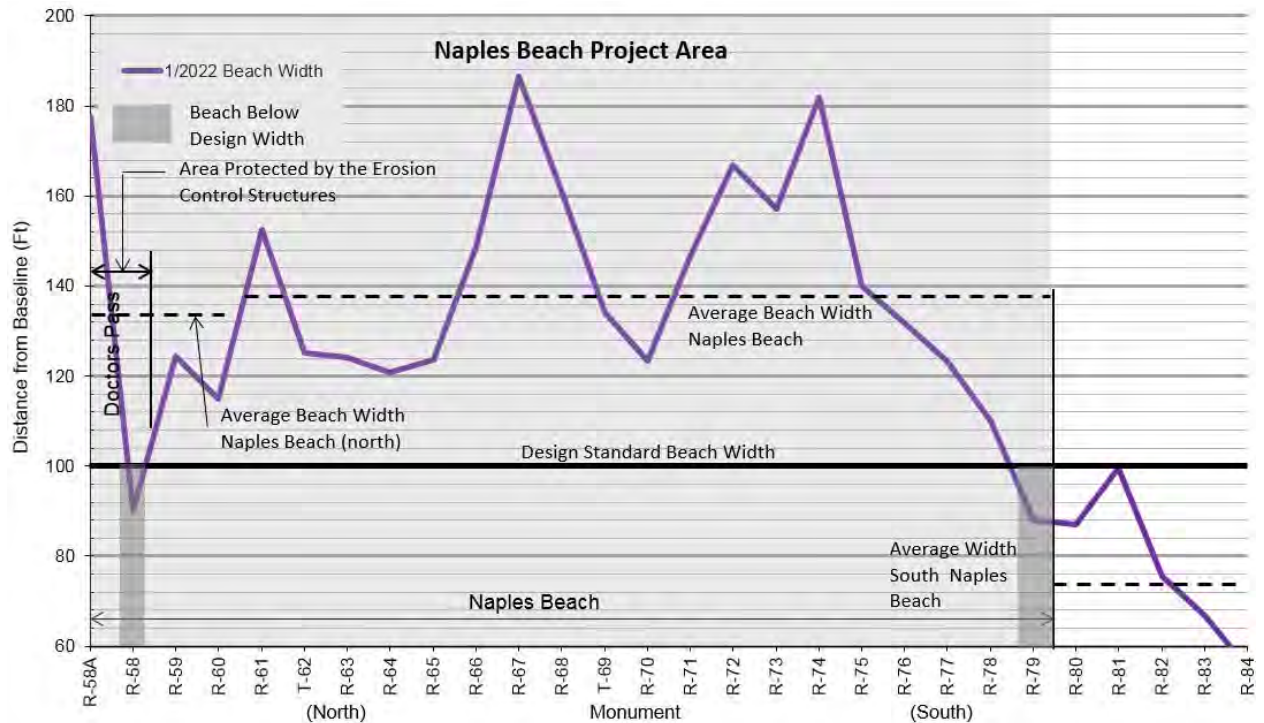 Naples Beach Project Area
1/2022 Beach Width
Beach Below
Design Width
Area Protected by the Erosion
Control Structures
Doctors Pass
Average Beach Width
Naples Beach (north)
Average Beach Width
Naples Beach
Design Standard Beach Width
Average Width
South Naples
Beach
Naples Beach
Distance from Baseline (Ft)
200
180
160
140
120
100
80
60
R-58A
R-58
R-59
R-60
R-61
T-62
R-63
R-64
R-65
R-66
R-67
R-68
T-69
R-70
R-71
R-72
R-73
R-74
R-75
R-76
R-77
R-78
R-79
R-80
R-81
R-82
R-83
R-84
(North) Monument (South)